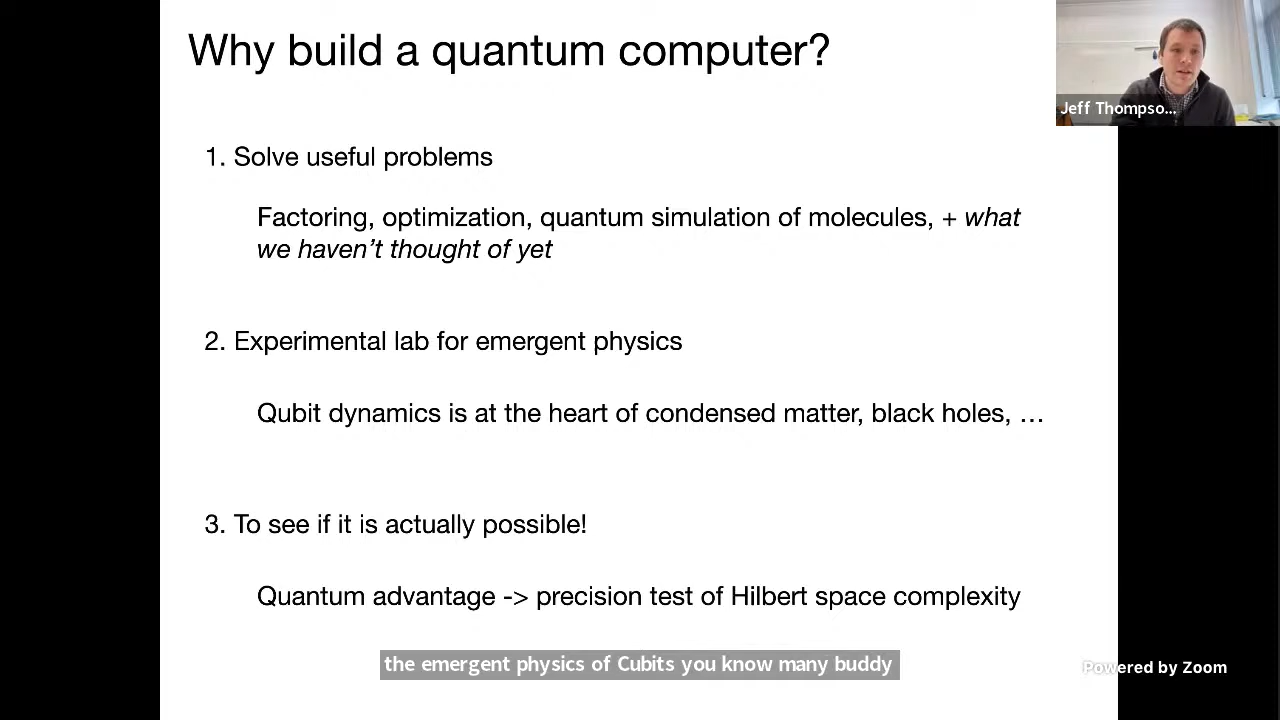 Why build a quantum computer?
Jeff Thompso...
1. Solve useful problems
Factoring, optimization, quantum simulation of molecules, + what
we haven’t thought of yet
2. Experimental lab for emergent physics
Qubit dynamics is at the heart of condensed matter, black holes, …
3. To see if it is actually possible!
Quantum advantage -> precision test of Hilbert space complexity
the emergent physics of Cubits you know many buddy
Powered by Zoom